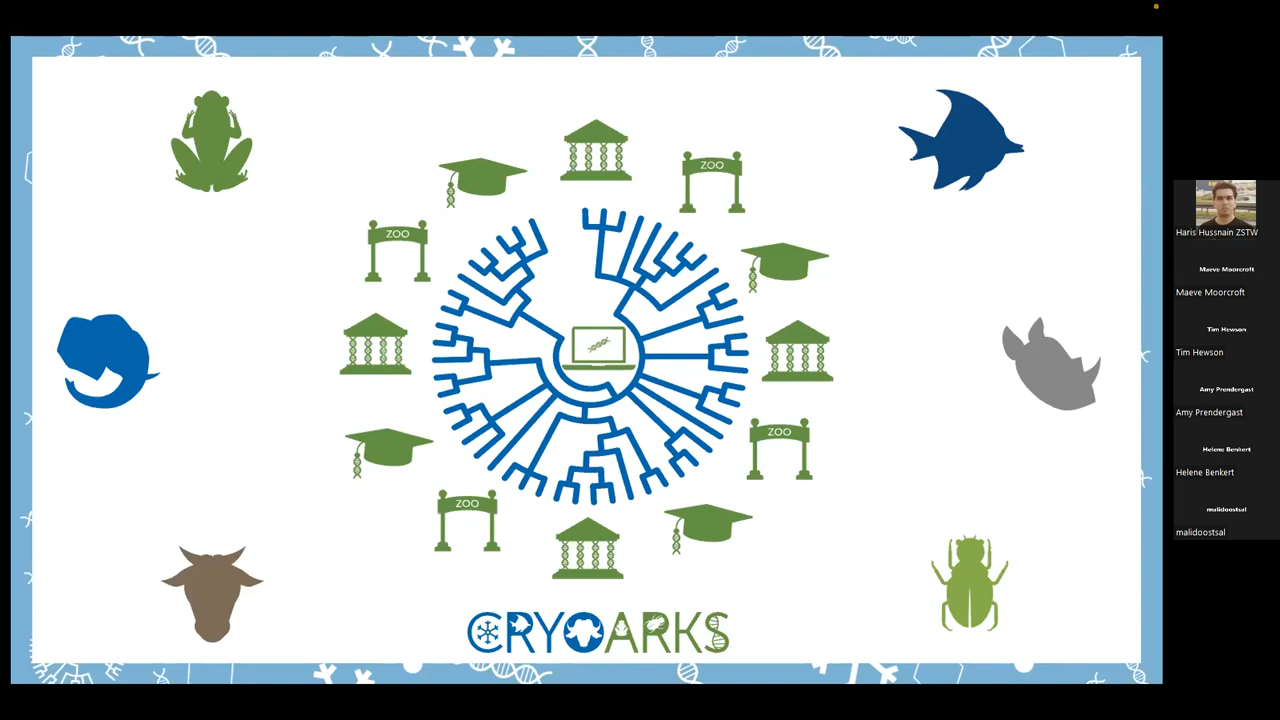 ZOO
ZOO
ZOO
ZOO
CRYOARKS
Haris Hussnain ZSTW
Maeve Moorcroft
Maeve Moorcroft
Tim Hewson
Tim Hewson
Amy Prendergast
Amy Prendergast
Helene Benkert
Helene Benkert
malidoostsal
malidoostsal